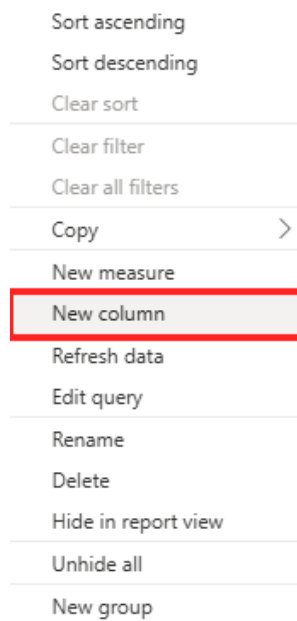 Sort ascending
Sort descending
Clear sort
Clear filter
Clear all filters
Copy
New measure
New column
Refresh data
Edit query
Rename
Delete
Hide in report view
Unhide all
New group